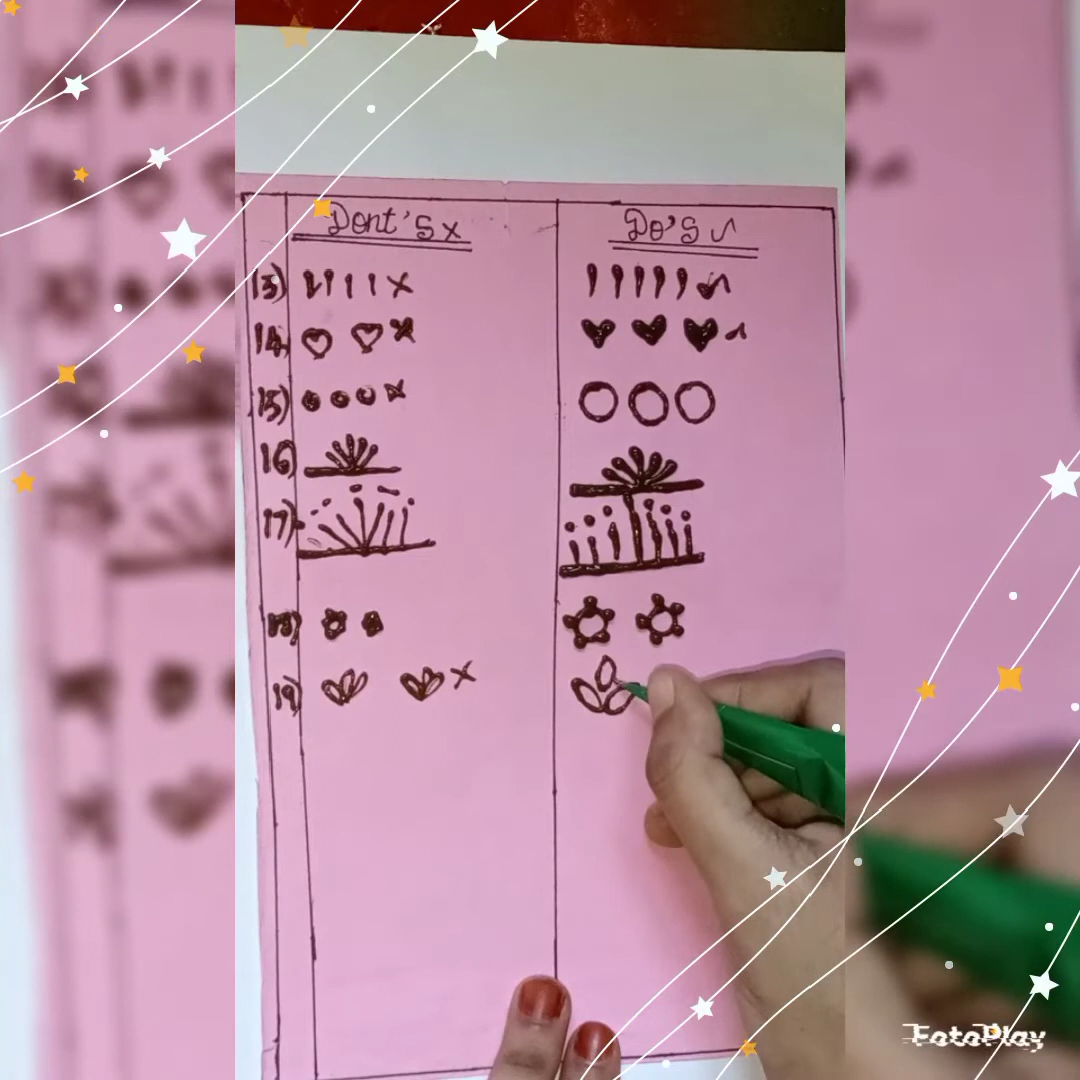 Dont's x Do's ✓
13) x ✓
14) x
15) x
16)
17)
18)
19) x
FotoPlay